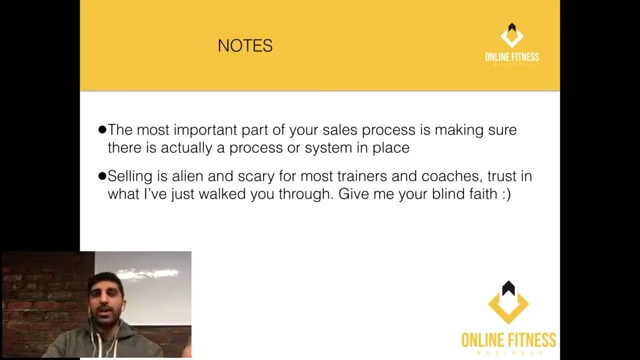 NOTES
ONLINE FITNESS
BUSINESS
●The most important part of your sales process is making sure
there is actually a process or system in place
●Selling is alien and scary for most trainers and coaches, trust in
what I’ve just walked you through. Give me your blind faith :)
ONLINE FITNESS
BUSINESS